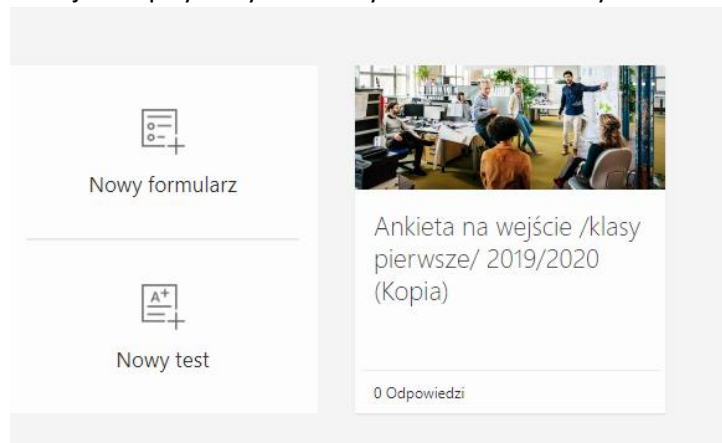 Nowy formularz
Nowy test
Ankieta na wejście /klasy
pierwsze/ 2019/2020
(Kopia)
0 Odpowiedzi